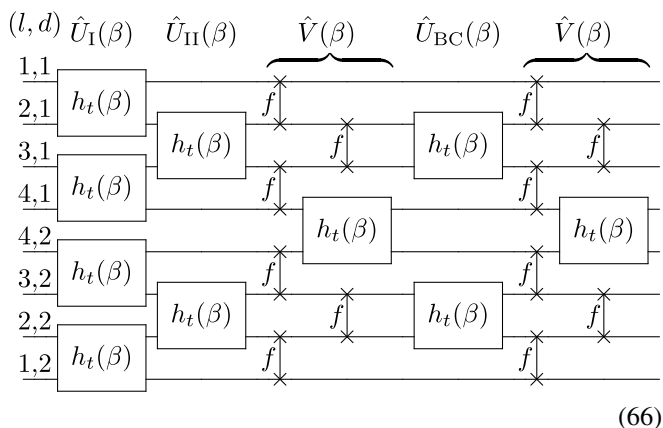 (l, d) Û_I(β) Û_II(β) V̂(β) Û_BC(β) V̂(β)
1,1
h_t(β) f f
2,1
h_t(β) f h_t(β) f
3,1
h_t(β) f f
4,1
h_t(β) h_t(β)
4,2
h_t(β) f f
3,2
h_t(β) f h_t(β) f
2,2
h_t(β) f f
1,2
(66)